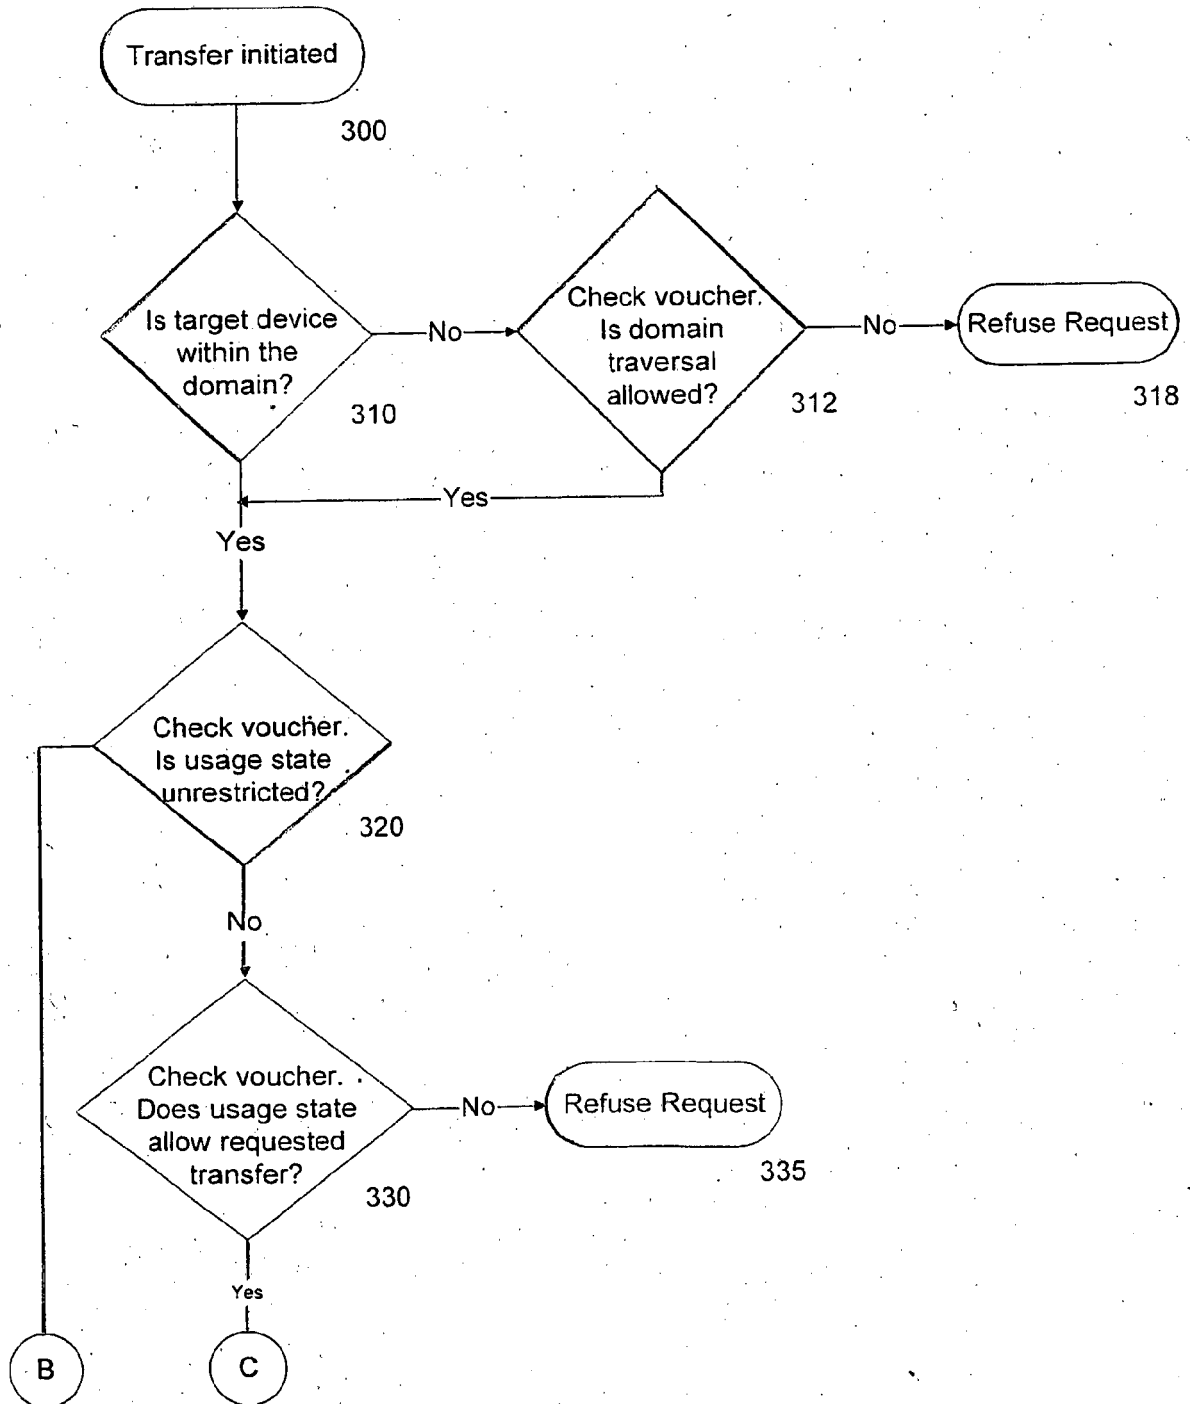 Transfer initiated
300
Is target device
within the
domain?
310
No
Check voucher.
Is domain
traversal
allowed?
312
No
Refuse Request
318
Yes
Yes
Check voucher.
Is usage state
unrestricted?
320
No
Check voucher.
Does usage state
allow requested
transfer?
330
No
Refuse Request
335
Yes
B
C